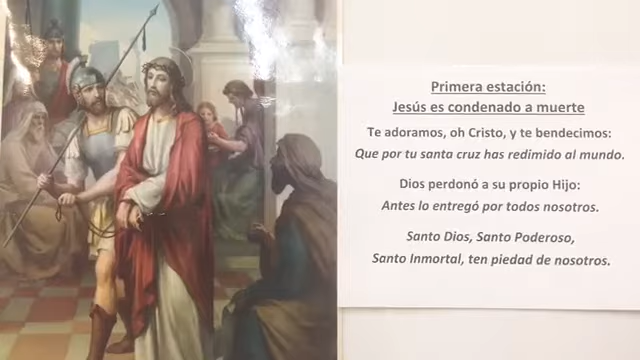 Primera estación:
Jesús es condenado a muerte
Te adoramos, oh Cristo, y te bendecimos:
Que por tu santa cruz has redimido al mundo.
Dios perdonó a su propio Hijo:
Antes lo entregó por todos nosotros.
Santo Dios, Santo Poderoso,
Santo Inmortal, ten piedad de nosotros.